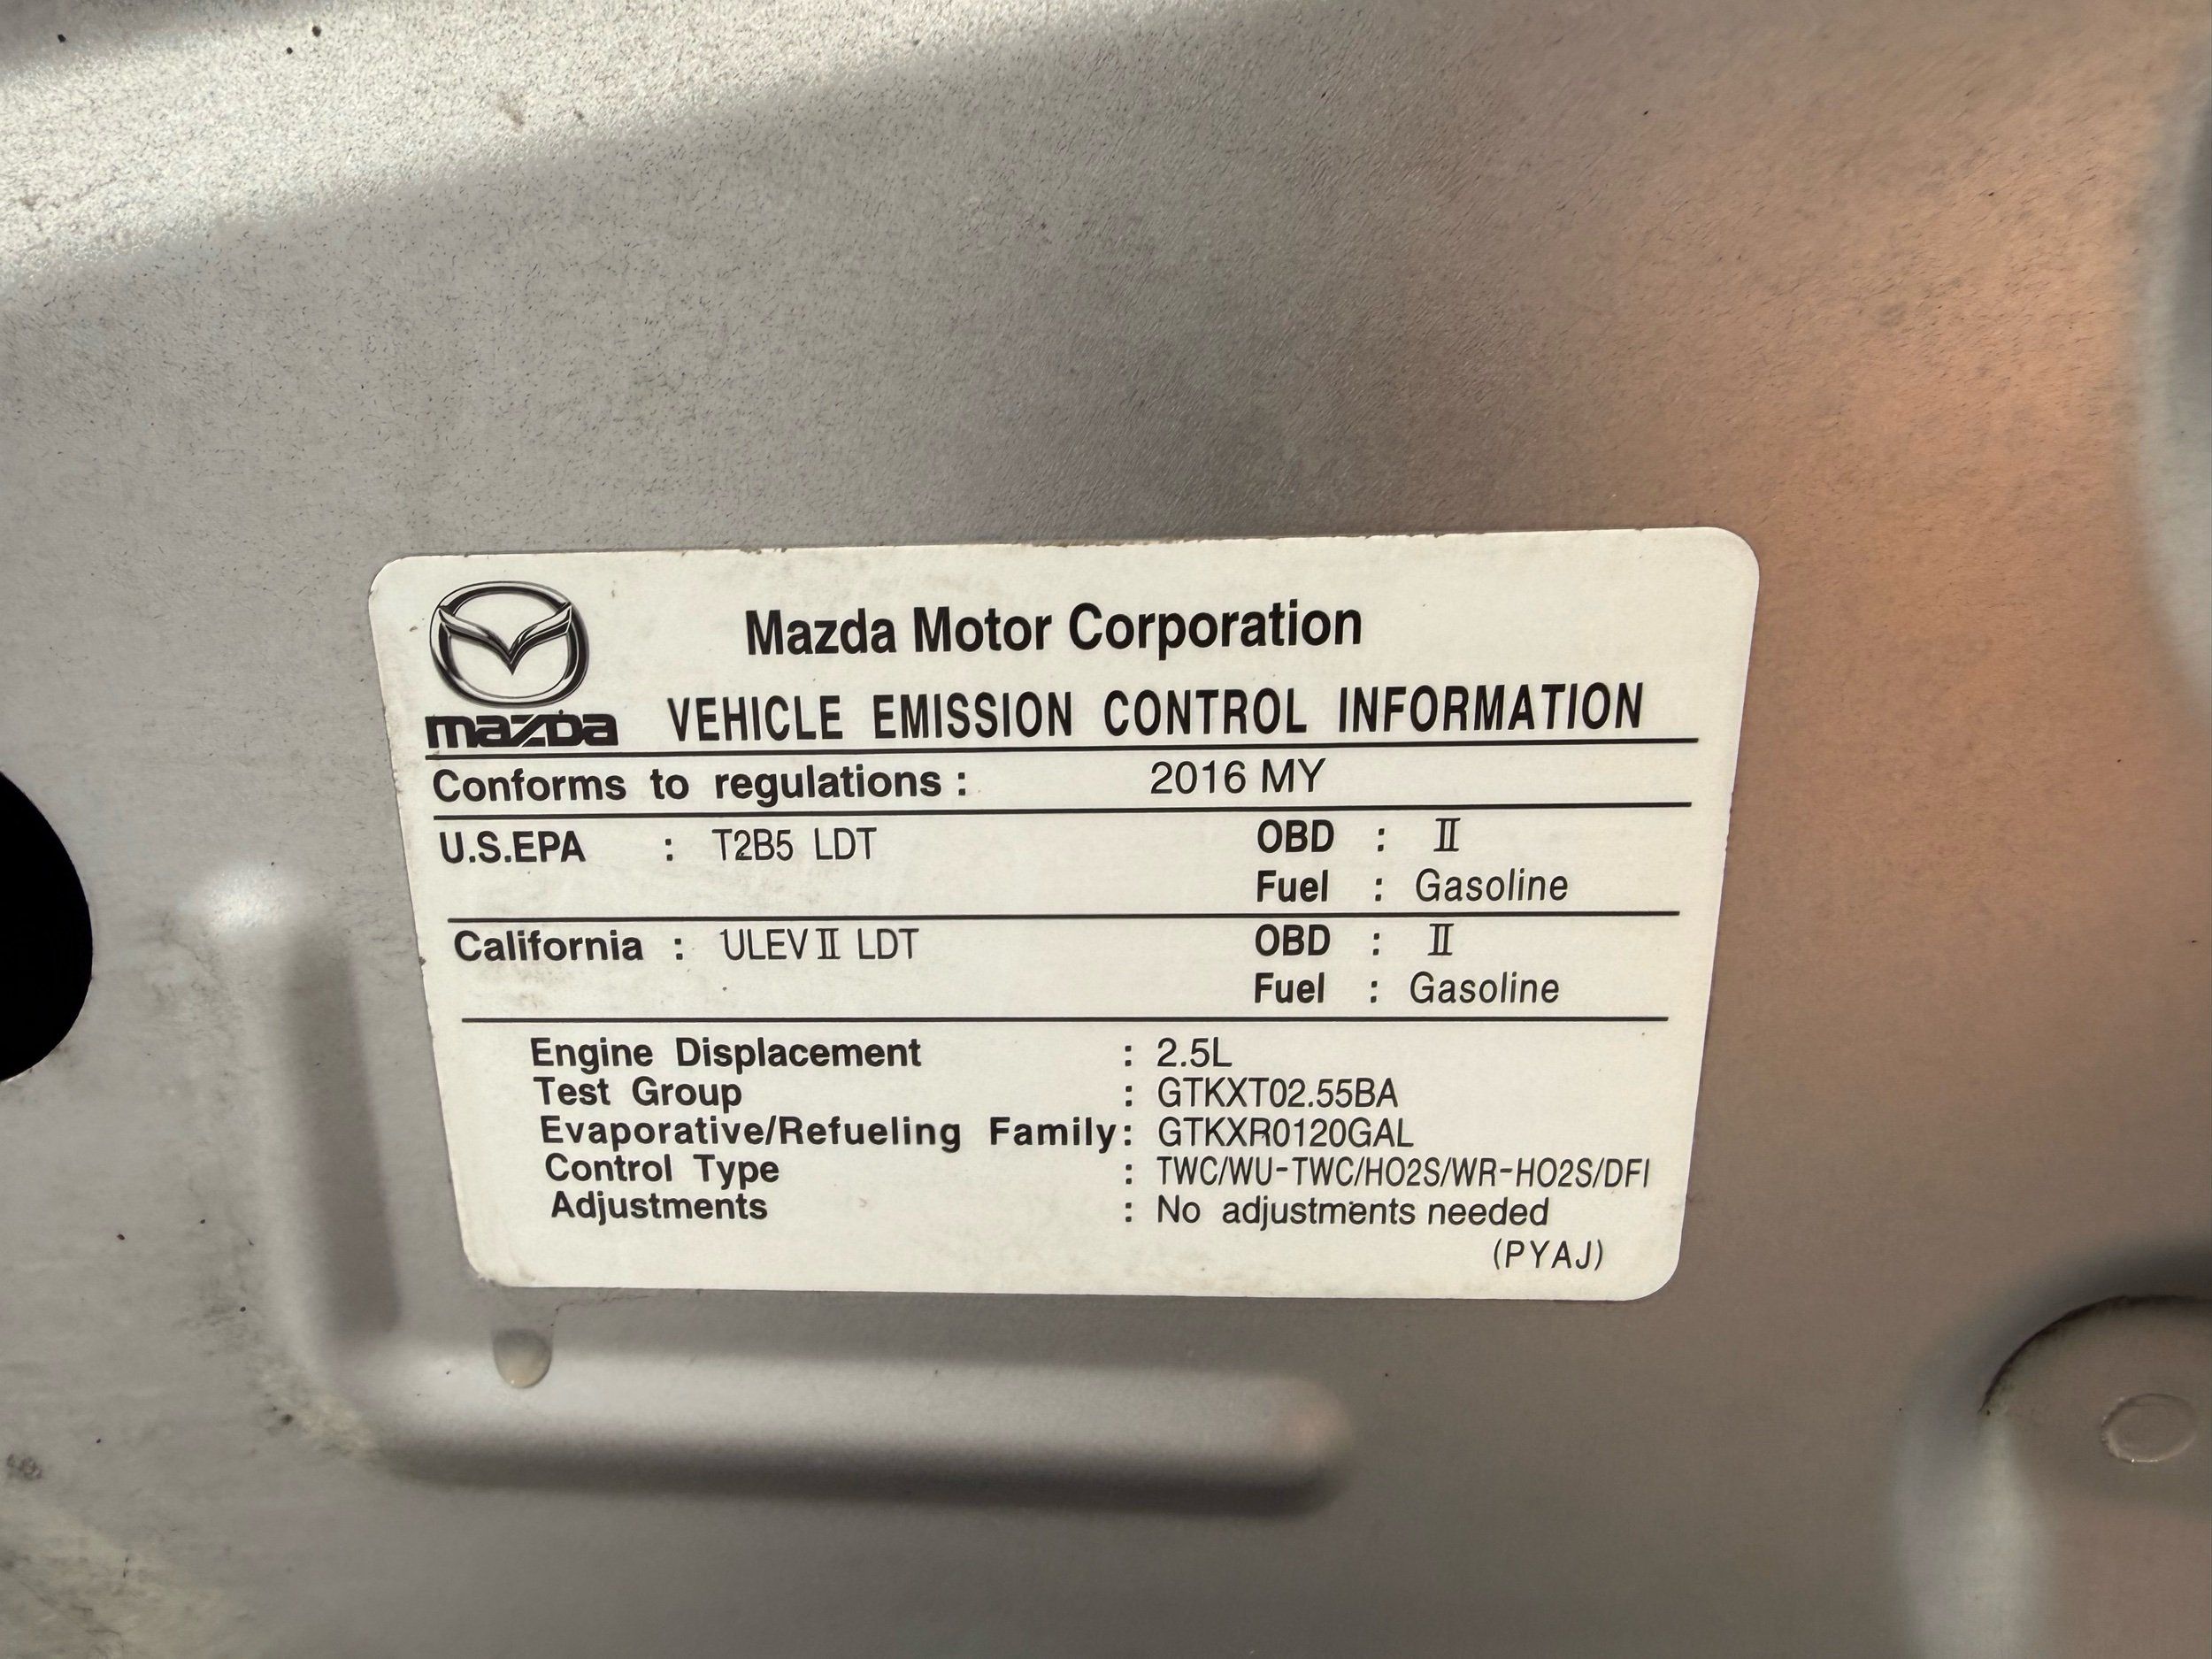 Mazda Motor Corporation
mazda VEHICLE EMISSION CONTROL INFORMATION
Conforms to regulations : 2016 MY
U.S.EPA : T2B5 LDT OBD : II
Fuel : Gasoline
California : ULEV II LDT OBD : II
Fuel : Gasoline
Engine Displacement : 2.5L
Test Group : GTKXT02.55BA
Evaporative/Refueling Family : GTKXR0120GAL
Control Type : TWC/WU-TWC/HO2S/WR-HO2S/DFI
Adjustments : No adjustments needed
(PYAJ)